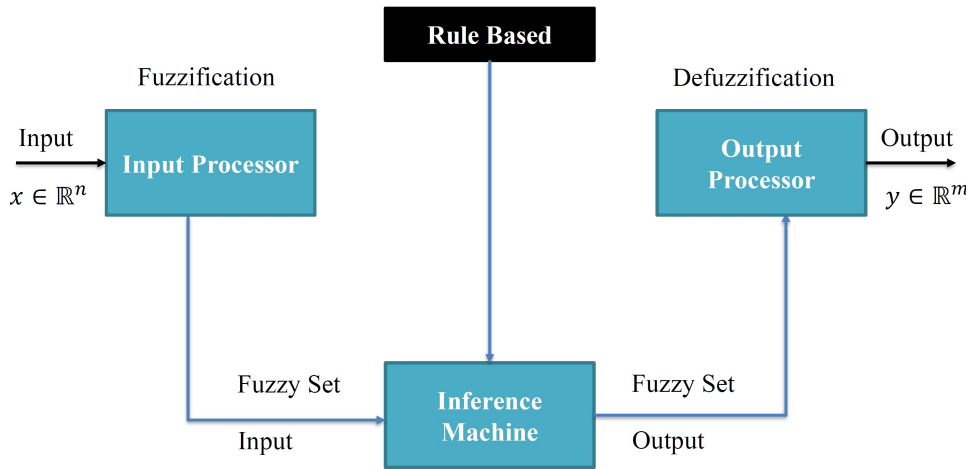 Rule Based
Fuzzification
Defuzzification
Input
x ∈ ℝⁿ
Input Processor
Output
Processor
Output
y ∈ ℝᵐ
Fuzzy Set
Input
Inference
Machine
Fuzzy Set
Output